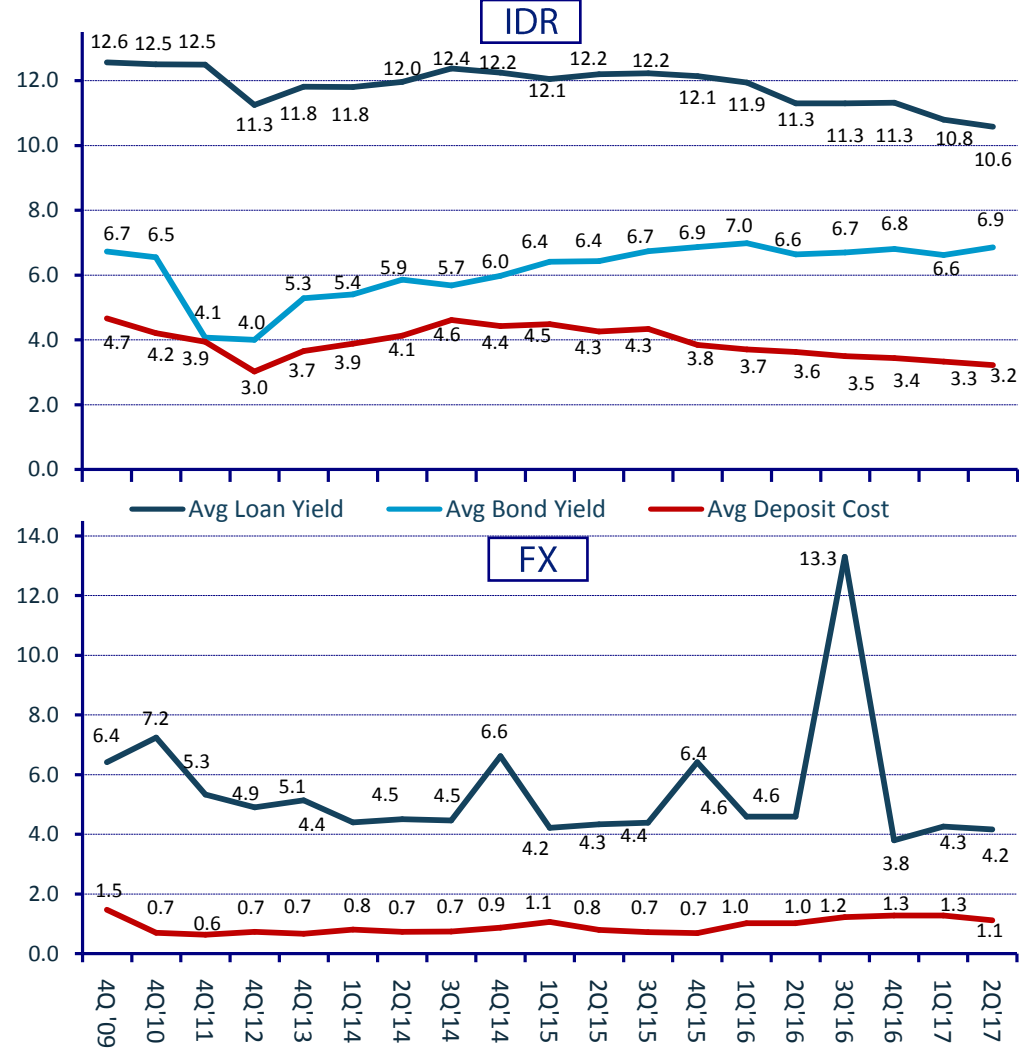 IDR
12.6 12.5 12.5 11.3 11.8 11.8 12.0 12.4 12.2 12.1 12.2 12.2 12.1 11.9 11.3 11.3 11.3 10.8 10.6
12.0
10.0
8.0
6.7 6.5 4.1 4.0 5.3 5.4 5.9 5.7 6.0 6.4 6.4 6.7 6.9 7.0 6.6 6.7 6.8 6.6 6.9
6.0
4.0
4.7 4.2 3.9 3.0 3.7 3.9 4.1 4.6 4.4 4.5 4.3 4.3 3.8 3.7 3.6 3.5 3.4 3.3 3.2
2.0
0.0
Avg Loan Yield Avg Bond Yield Avg Deposit Cost
FX
14.0
12.0
10.0
8.0
6.4 7.2 5.3 4.9 5.1 4.4 4.5 4.5 6.6 4.2 4.3 4.4 6.4 4.6 4.6 13.3 3.8 4.3 4.2
6.0
4.0
2.0
1.5 0.7 0.6 0.7 0.7 0.8 0.7 0.7 0.9 1.1 0.8 0.7 0.7 1.0 1.0 1.2 1.3 1.3 1.1
0.0
4Q '09 4Q'10 4Q'11 4Q'12 4Q'13 1Q'14 2Q'14 3Q'14 4Q'14 1Q'15 2Q'15 3Q'15 4Q'15 1Q'16 2Q'16 3Q'16 4Q'16 1Q'17 2Q'17